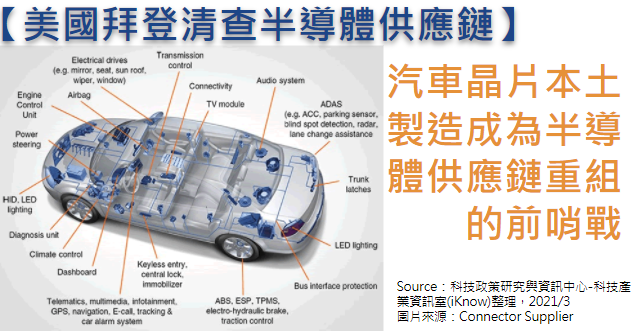 【美國拜登清查半導體供應鏈】
Transmission
control
Electrical drives
(e.g. mirror, seat, sun roof,
wiper, window)
Connectivity
Audio system
TV module
Engine
Control
Unit
Airbag
ADAS
(e.g. ACC, parking sensor,
blind spot detection, radar,
lane change assistance)
Power
steering
Trunk
latches
HID, LED
lighting
Diagnosis unit
LED lighting
Climate control
Dashboard
Keyless entry,
central lock,
immobilizer
Bus interface protection
Telematics, multimedia, infotainment,
GPS, navigation, E-call, tracking &
car alarm system
ABS, ESP, TPMS,
electro-hydraulic brake,
traction control
汽車晶片本土
製造成為半導
體供應鏈重組
的前哨戰
Source：科技政策研究與資訊中心-科技產
業資訊室(iKnow)整理，2021/3
圖片來源：Connector Supplier